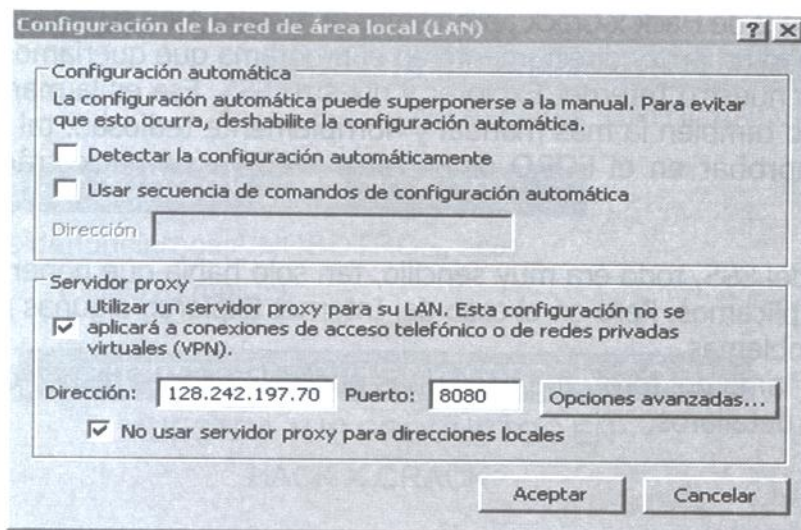 Configuración de la red de área local (LAN)
Configuración automática
La configuración automática puede superponerse a la manual. Para evitar
que esto ocurra, deshabilite la configuración automática.
Detectar la configuración automáticamente
Usar secuencia de comandos de configuración automática
Dirección
Servidor proxy
Utilizar un servidor proxy para su LAN. Esta configuración no se
aplicará a conexiones de acceso telefónico o de redes privadas
virtuales (VPN).
Dirección: 128.242.197.70 Puerto: 8080 Opciones avanzadas...
No usar servidor proxy para direcciones locales
Aceptar Cancelar